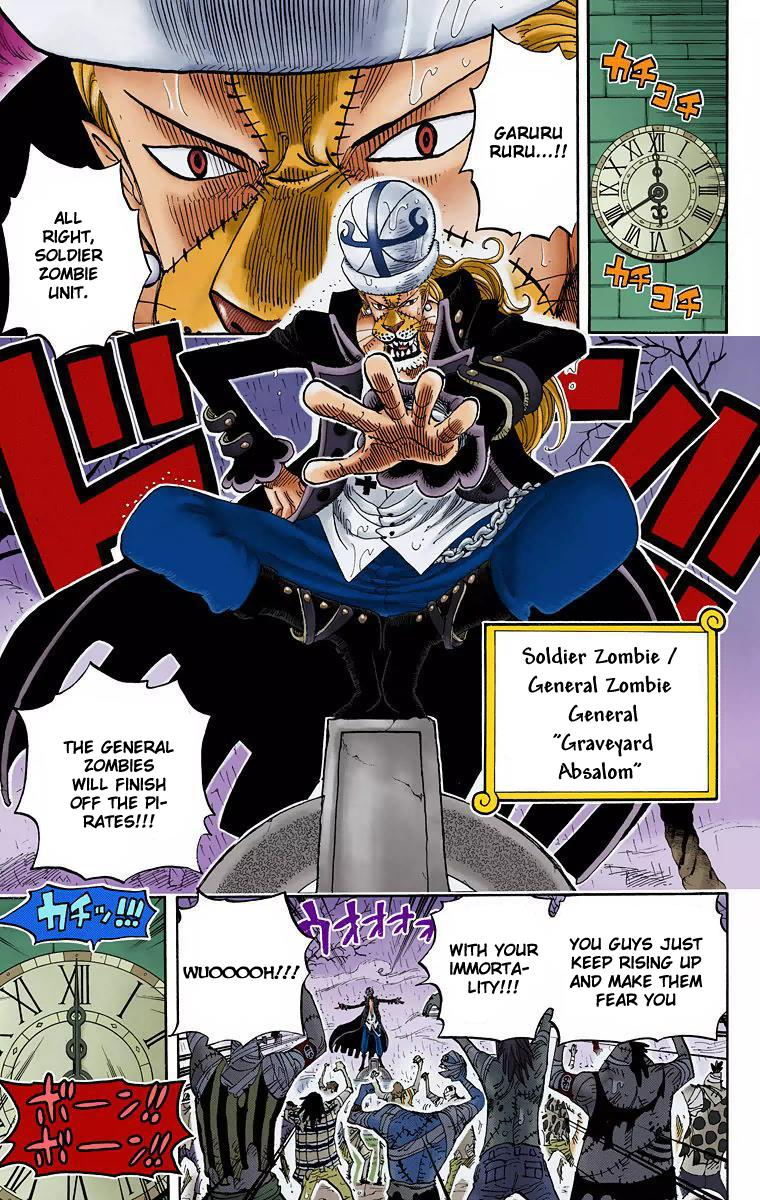 カチコチ
カチコチ
GARURU
RURU...!!
ALL
RIGHT,
SOLDIER
ZOMBIE
UNIT.
ドーン!!
Soldier Zombie /
General Zombie
General
"Graveyard
Absalom"
THE GENERAL
ZOMBIES
WILL FINISH
OFF THE PI-
RATES!!!
YOU GUYS JUST
KEEP RISING UP
AND MAKE THEM
FEAR YOU
WITH YOUR
IMMORTA-
LITY!!!
ウオオオオ
WUOOOOH!!!
カチッ!!!
XII
ボーン!!
ボーン!!